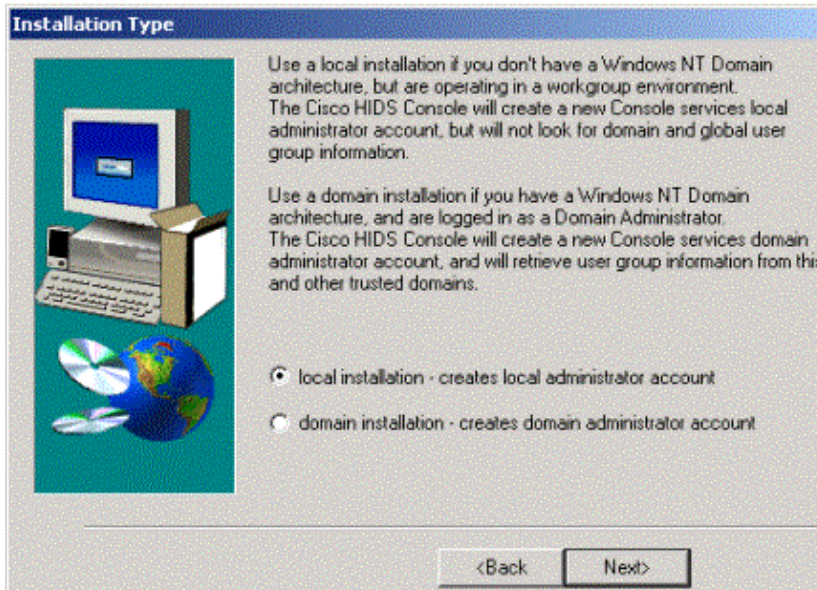 Installation Type
Use a local installation if you don't have a Windows NT Domain
architecture, but are operating in a workgroup environment.
The Cisco HIDS Console will create a new Console services local
administrator account, but will not look for domain and global user
group information.
Use a domain installation if you have a Windows NT Domain
architecture, and are logged in as a Domain Administrator.
The Cisco HIDS Console will create a new Console services domain
administrator account, and will retrieve user group information from this
and other trusted domains.
local installation - creates local administrator account
domain installation - creates domain administrator account
<Back
Next>